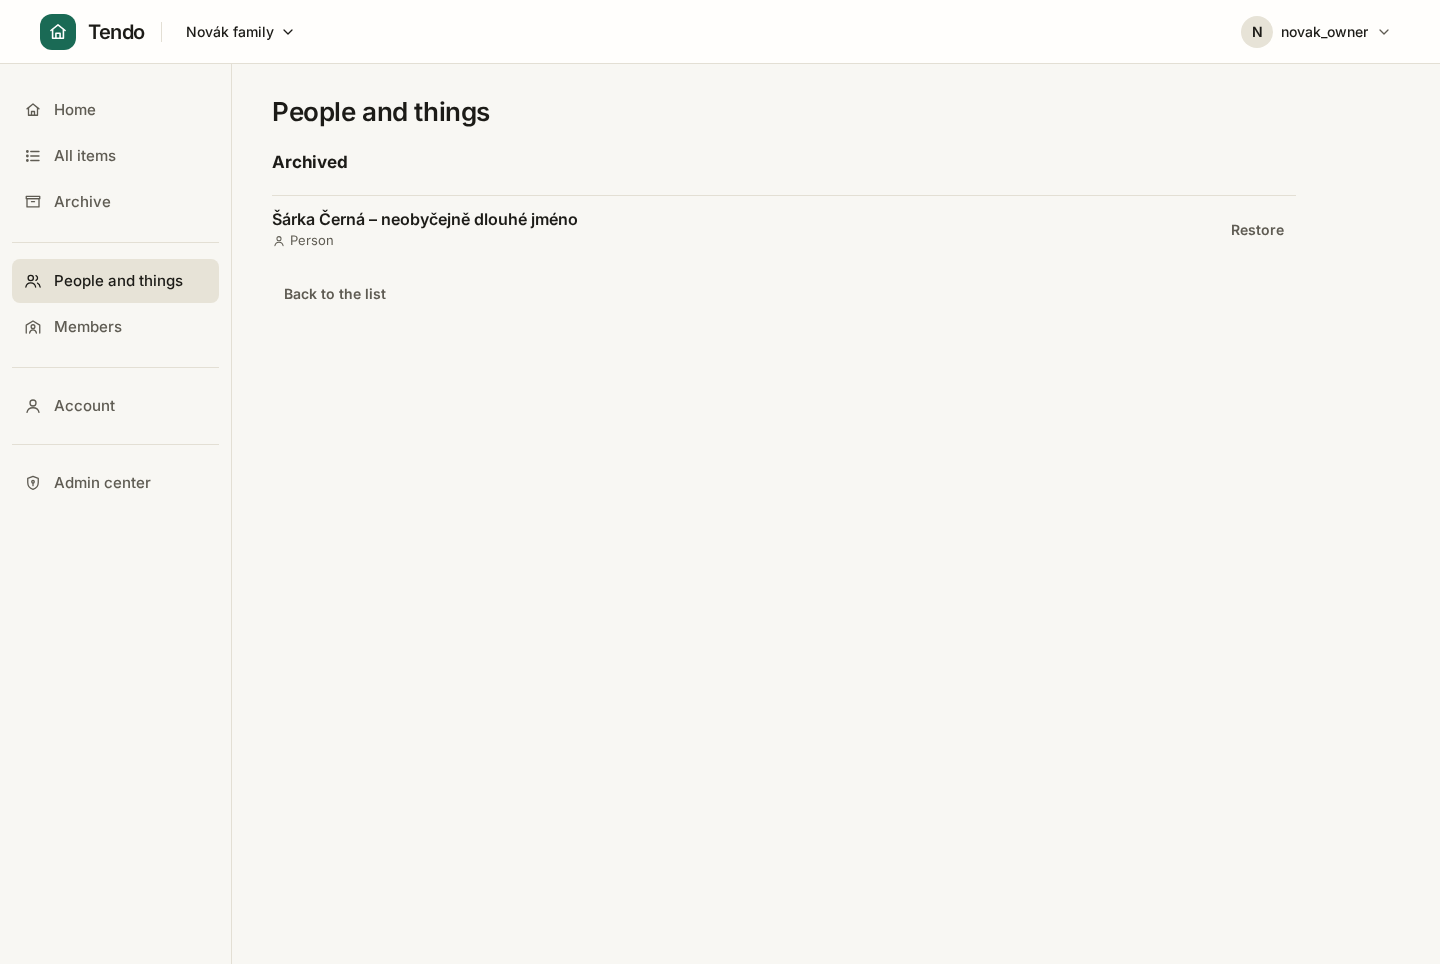 Tendo
Novák family
N
novak_owner
Home
All items
Archive
People and things
Members
Account
Admin center
People and things
Archived
Šárka Černá – neobyčejně dlouhé jméno
Person
Restore
Back to the list